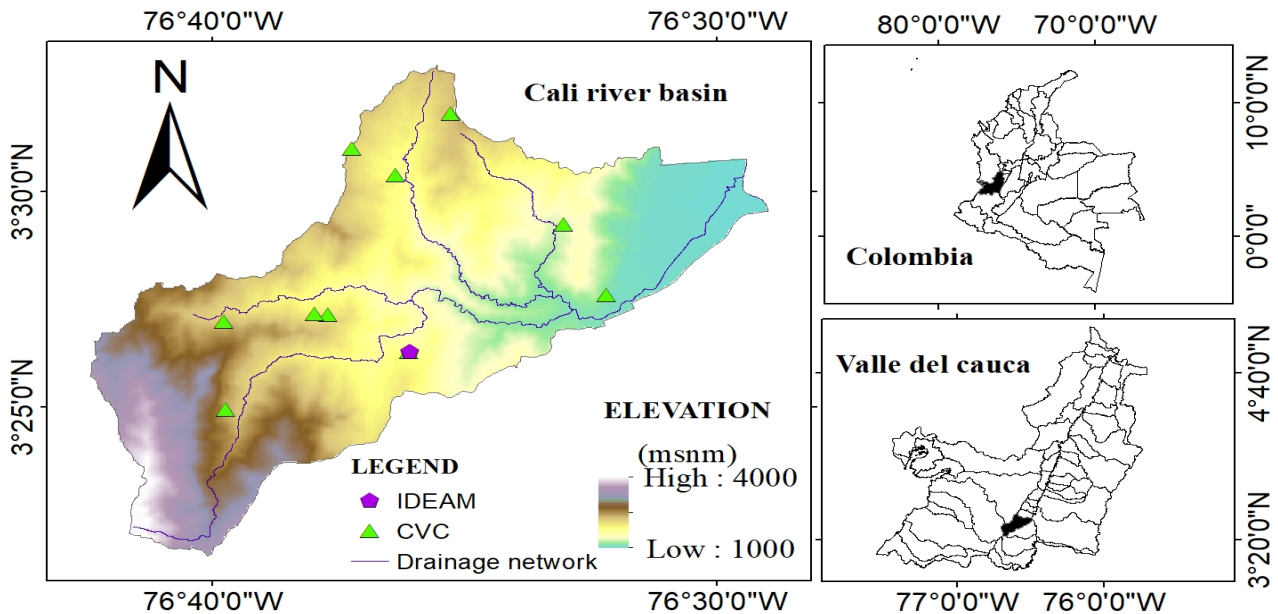 76°40'0"W 76°30'0"W
80°0'0"W 70°0'0"W
N
Cali river basin
3°30'0"N
3°25'0"N
ELEVATION
(msnm)
High : 4000
Low : 1000
LEGEND
IDEAM
CVC
Drainage network
76°40'0"W 76°30'0"W
10°0'0"N
0°0'0"
Colombia
Valle del cauca
4°40'0"N
3°20'0"N
77°0'0"W 76°0'0"W